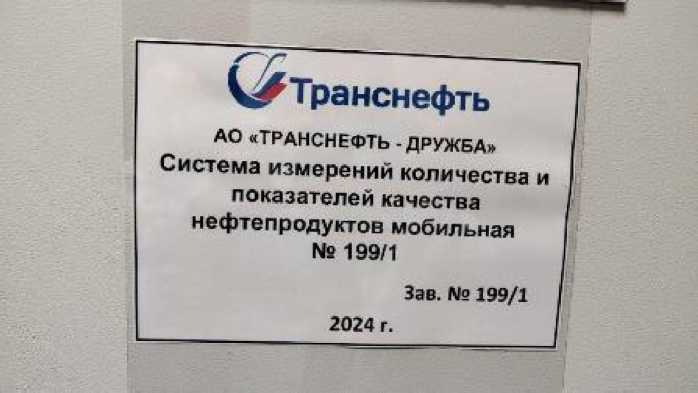 Транснефть
АО «ТРАНСНЕФТЬ - ДРУЖБА»
Система измерений количества и
показателей качества
нефтепродуктов мобильная
№ 199/1
Зав. № 199/1
2024 г.